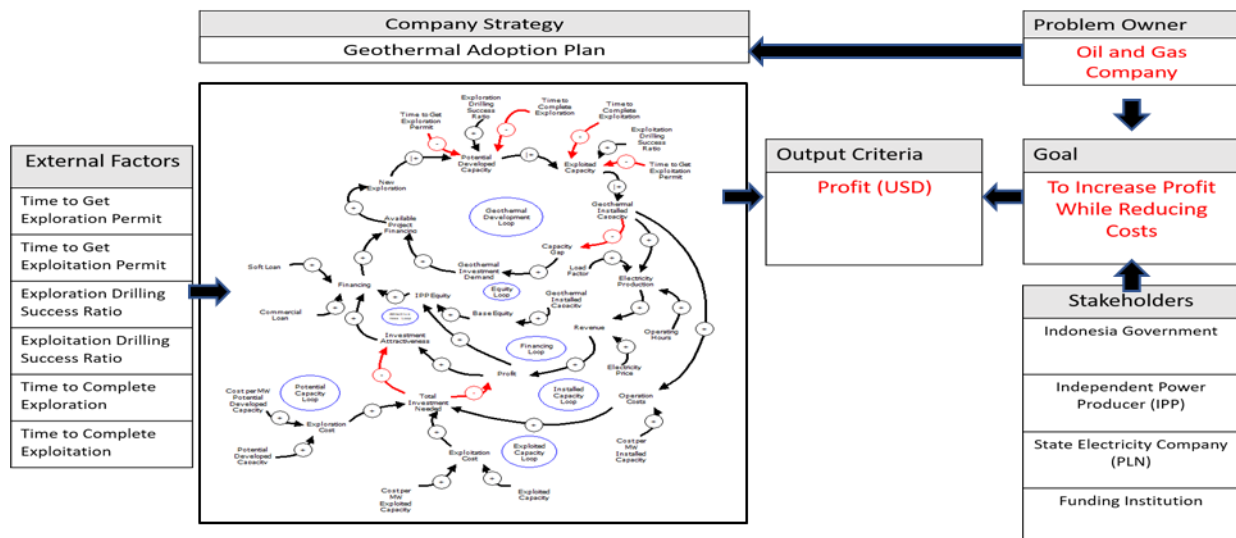 Company Strategy
Geothermal Adoption Plan
Problem Owner
Oil and Gas
Company
External Factors
Time to Get
Exploration Permit
Time to Get
Exploitation Permit
Exploration Drilling
Success Ratio
Exploitation Drilling
Success Ratio
Time to Complete
Exploration
Time to Complete
Exploitation
Time to Get
Exploration
Permit
Exploration
Drilling
Success
Ratio
Time to
Complete
Exploration
Time to
Complete
Exploitation
Exploitation
Drilling
Success
Ratio
Time to Get
Exploitation
Permit
Potential
Developed
Capacity
Exploited
Capacity
New
Exploration
Geothermal
Installed
Capacity
Geothermal
Development
Loop
Available
Project
Financing
Capacity
Gap
Soft Loan
Financing
Geothermal
Investment
Demand
Load
Factor
Electricity
Production
Equity
Loop
IPP Equity
Base Equity
Geothermal
Installed
Capacity
Commercial
Loan
Investment
Attractiveness
Revenue
Operating
Hours
Financing
Loop
Electricity
Price
Profit
Potential
Capacity
Loop
Installed
Capacity
Loop
Cost per MW
Potential
Developed
Capacity
Total
Investment
Needed
Operation
Costs
Exploration
Cost
Potential
Developed
Capacity
Exploited
Capacity
Loop
Exploitation
Cost
Cost per
MW
Installed
Capacity
Cost per
MW
Exploited
Capacity
Exploited
Capacity
Output Criteria
Profit (USD)
Goal
To Increase Profit
While Reducing
Costs
Stakeholders
Indonesia Government
Independent Power
Producer (IPP)
State Electricity Company
(PLN)
Funding Institution